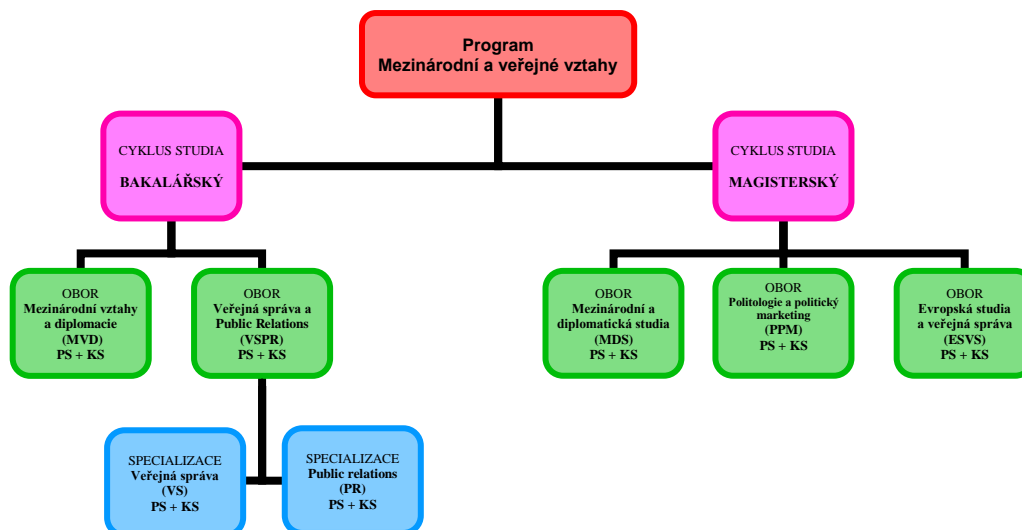 Program
Mezinárodní a veřejné vztahy
CYKLUS STUDIA
BAKALÁŘSKÝ
CYKLUS STUDIA
MAGISTERSKÝ
OBOR
Mezinárodní vztahy
a diplomacie
(MVD)
PS + KS
OBOR
Veřejná správa a
Public Relations
(VSPR)
PS + KS
OBOR
Mezinárodní a
diplomatická studia
(MDS)
PS + KS
OBOR
Politologie a politický
marketing
(PPM)
PS + KS
OBOR
Evropská studia
a veřejná správa
(ESVS)
PS + KS
SPECIALIZACE
Veřejná správa
(VS)
PS + KS
SPECIALIZACE
Public relations
(PR)
PS + KS